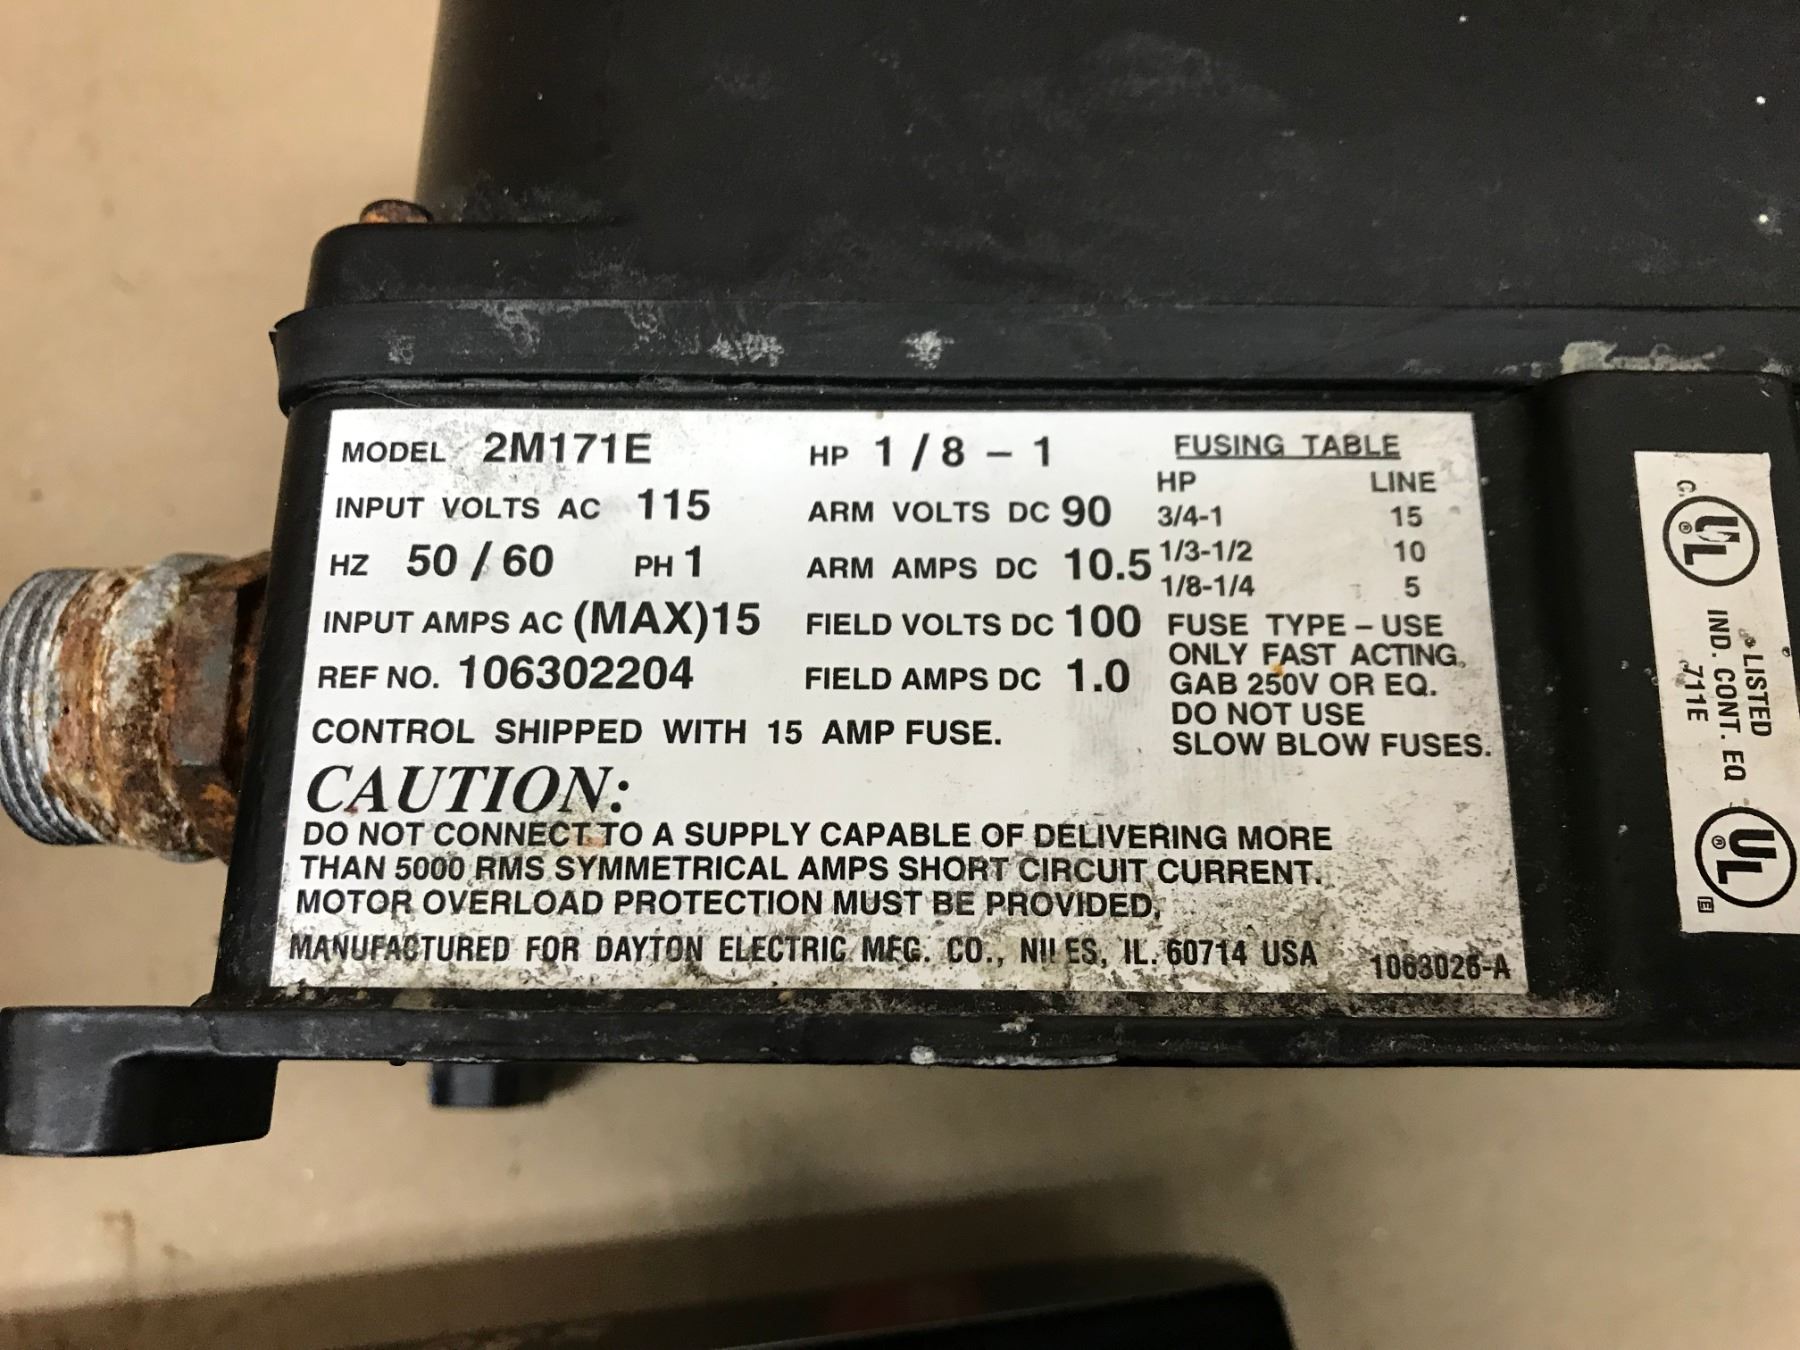 MODEL 2M171E
INPUT VOLTS AC 115
HZ 50/60 PH 1
INPUT AMPS AC (MAX) 15
REF NO. 106302204
CONTROL SHIPPED WITH 15 AMP FUSE.
HP 1/8 – 1
ARM VOLTS DC 90
ARM AMPS DC 10.5
FIELD VOLTS DC 100
FIELD AMPS DC 1.0
FUSING TABLE
HP LINE
3/4-1 15
1/3-1/2 10
1/8-1/4 5
FUSE TYPE – USE
ONLY FAST ACTING,
GAB 250V OR EQ.
DO NOT USE
SLOW BLOW FUSES.
CAUTION:
DO NOT CONNECT TO A SUPPLY CAPABLE OF DELIVERING MORE
THAN 5000 RMS SYMMETRICAL AMPS SHORT CIRCUIT CURRENT.
MOTOR OVERLOAD PROTECTION MUST BE PROVIDED,
MANUFACTURED FOR DAYTON ELECTRIC MFG. CO., NILES, IL. 60714 USA
1063026-A
C UL ®
LISTED
IND. CONT. EQ
711E
UL ®
E